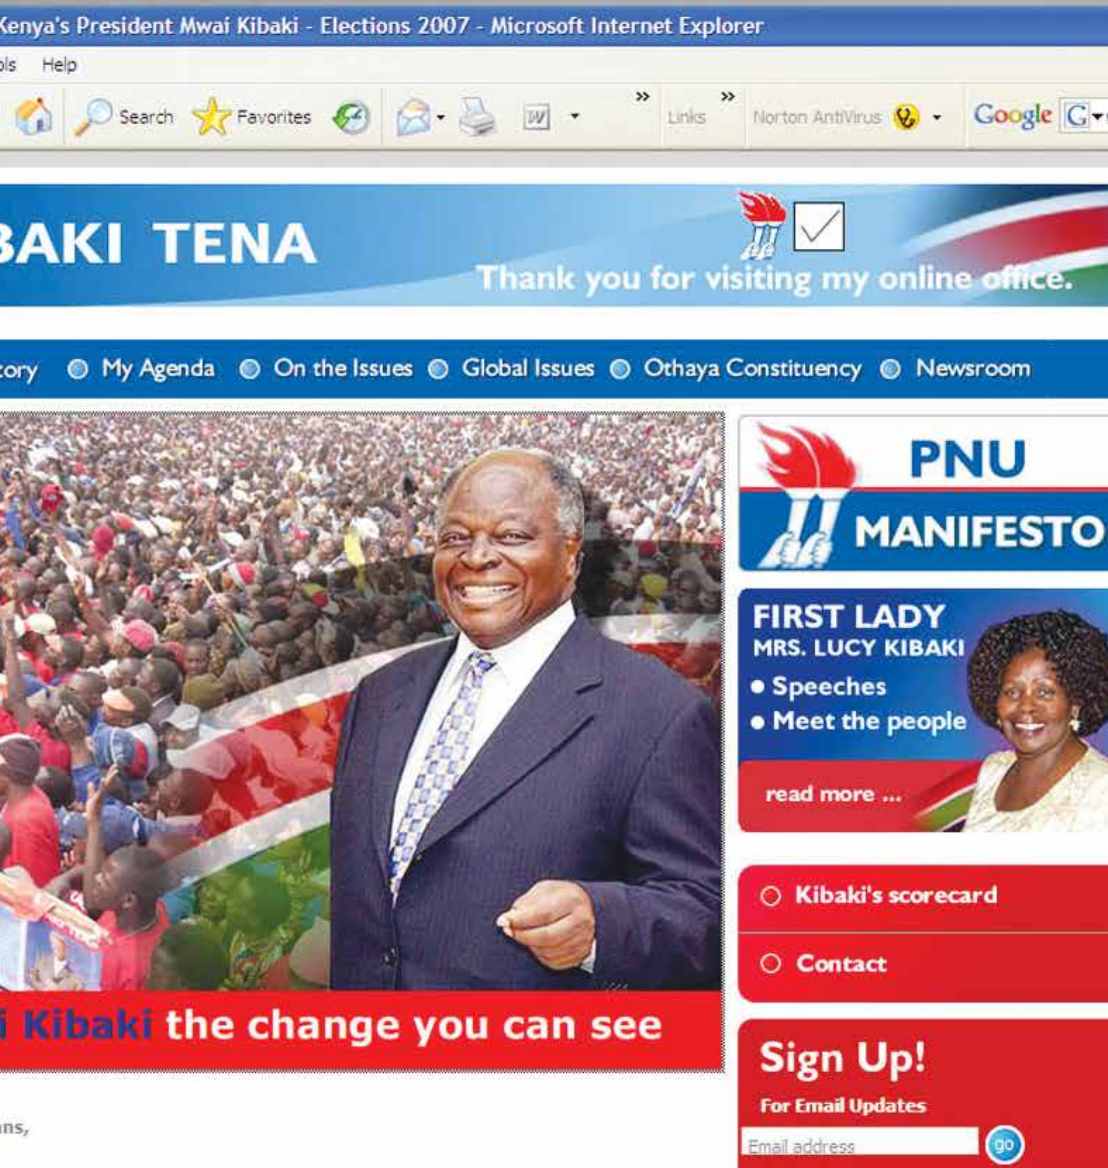 Kenya's President Mwai Kibaki - Elections 2007 - Microsoft Internet Explorer
ols Help
Search Favorites W » Links » Norton AntiVirus Google G
BAKI TENA
Thank you for visiting my online office.
tory My Agenda On the Issues Global Issues Othaya Constituency Newsroom
PNU
MANIFESTO
FIRST LADY
MRS. LUCY KIBAKI
• Speeches
• Meet the people
read more ...
Kibaki's scorecard
Contact
i Kibaki the change you can see
Sign Up!
For Email Updates
Email address go
ans,